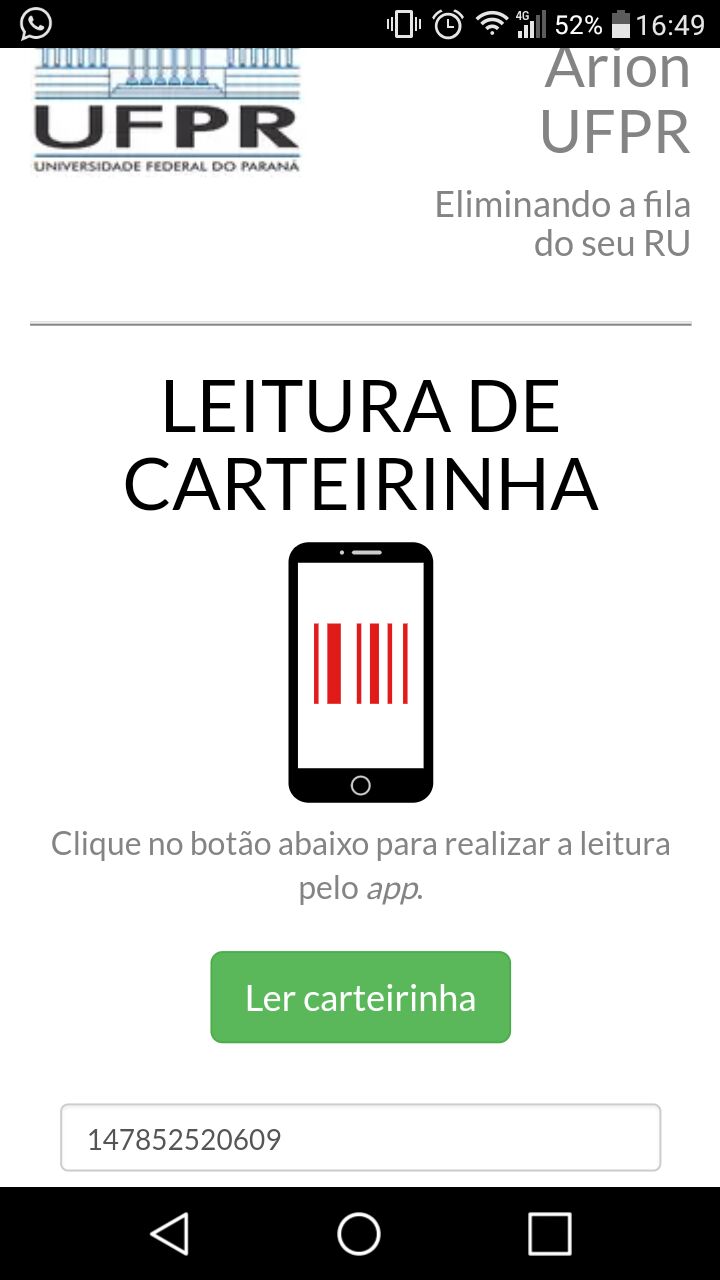 4G 52% 16:49
Arion
UFPR
UFPR
UNIVERSIDADE FEDERAL DO PARANÁ
Eliminando a fila
do seu RU
LEITURA DE
CARTEIRINHA
Clique no botão abaixo para realizar a leitura
pelo app.
Ler carteirinha
147852520609